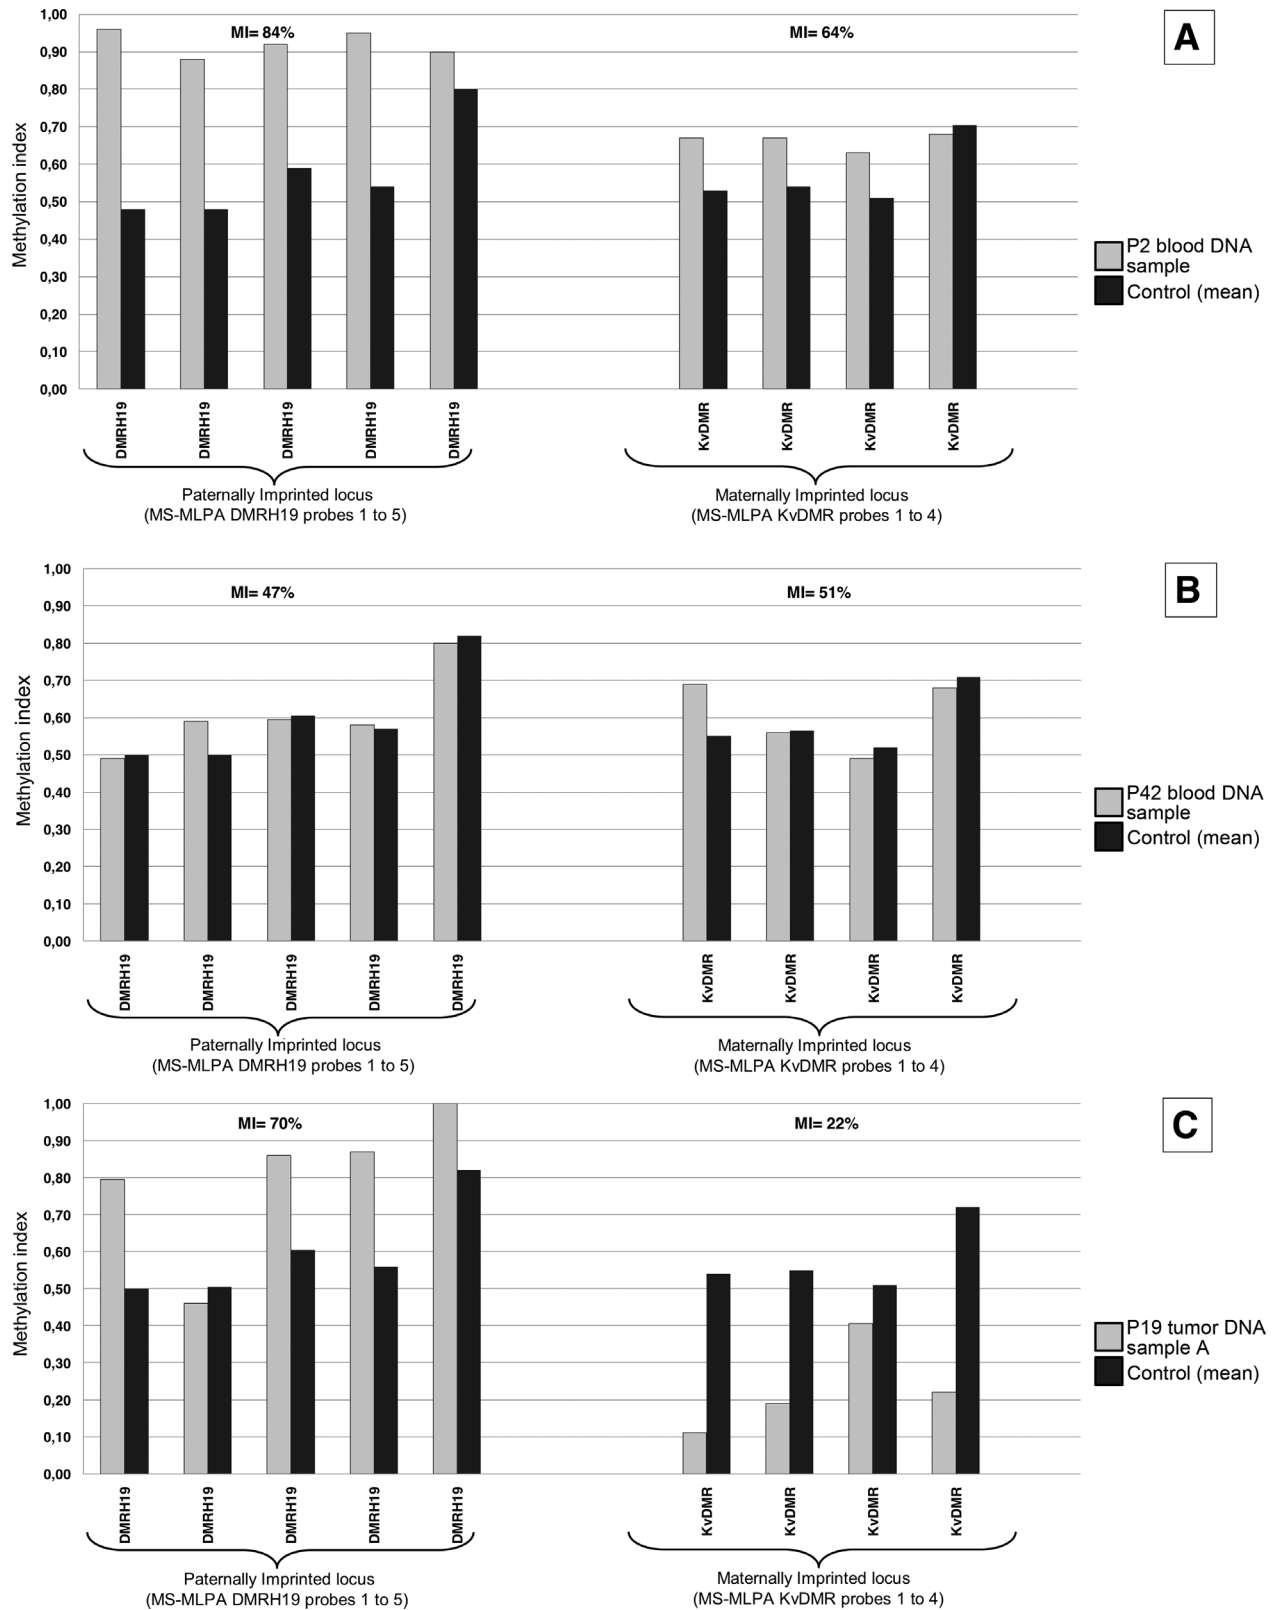 A
Methylation index
1,00
0,90
0,80
0,70
0,60
0,50
0,40
0,30
0,20
0,10
0,00
MI= 84%
MI= 64%
DMRH19
DMRH19
DMRH19
DMRH19
DMRH19
KvDMR
KvDMR
KvDMR
KvDMR
Paternally Imprinted locus
(MS-MLPA DMRH19 probes 1 to 5)
Maternally Imprinted locus
(MS-MLPA KvDMR probes 1 to 4)
P2 blood DNA
sample
Control (mean)
B
Methylation index
1,00
0,90
0,80
0,70
0,60
0,50
0,40
0,30
0,20
0,10
0,00
MI= 47%
MI= 51%
DMRH19
DMRH19
DMRH19
DMRH19
DMRH19
KvDMR
KvDMR
KvDMR
KvDMR
Paternally Imprinted locus
(MS-MLPA DMRH19 probes 1 to 5)
Maternally Imprinted locus
(MS-MLPA KvDMR probes 1 to 4)
P42 blood DNA
sample
Control (mean)
C
Methylation index
1,00
0,90
0,80
0,70
0,60
0,50
0,40
0,30
0,20
0,10
0,00
MI= 70%
MI= 22%
DMRH19
DMRH19
DMRH19
DMRH19
DMRH19
KvDMR
KvDMR
KvDMR
KvDMR
Paternally Imprinted locus
(MS-MLPA DMRH19 probes 1 to 5)
Maternally Imprinted locus
(MS-MLPA KvDMR probes 1 to 4)
P19 tumor DNA
sample A
Control (mean)